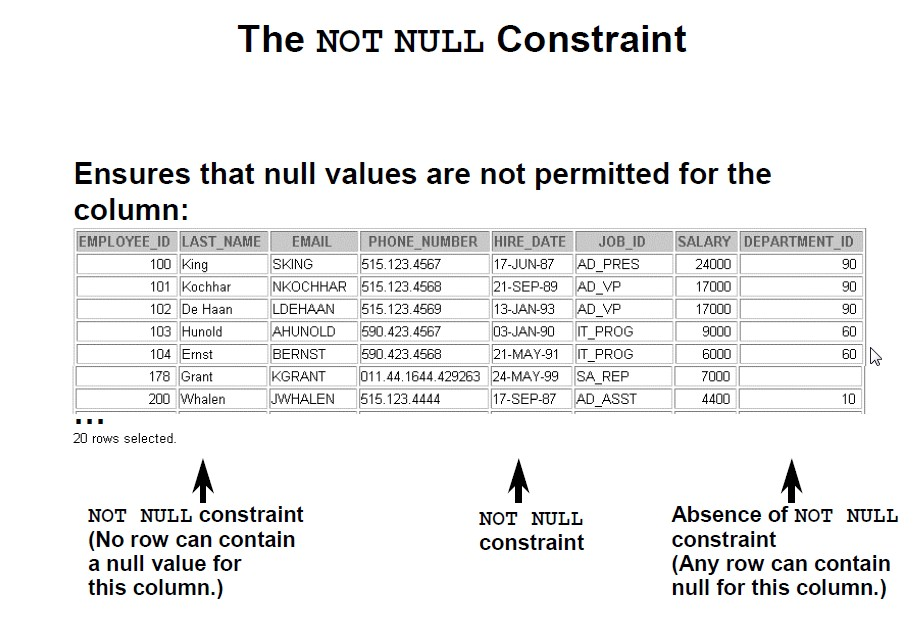 The NOT NULL Constraint
Ensures that null values are not permitted for the
column:
EMPLOYEE_ID LAST_NAME EMAIL PHONE_NUMBER HIRE_DATE JOB_ID SALARY DEPARTMENT_ID
100 King SKING 515.123.4567 17-JUN-87 AD_PRES 24000 90
101 Kochhar NKOCHHAR 515.123.4568 21-SEP-89 AD_VP 17000 90
102 De Haan LDEHAAN 515.123.4569 13-JAN-93 AD_VP 17000 90
103 Hunold AHUNOLD 590.423.4567 03-JAN-90 IT_PROG 9000 60
104 Ernst BERNST 590.423.4568 21-MAY-91 IT_PROG 6000 60
178 Grant KGRANT 011.44.1644.429263 24-MAY-99 SA_REP 7000
200 Whalen JWHALEN 515.123.4444 17-SEP-87 AD_ASST 4400 10
...
20 rows selected.
NOT NULL constraint
(No row can contain
a null value for
this column.)
NOT NULL
constraint
Absence of NOT NULL
constraint
(Any row can contain
null for this column.)